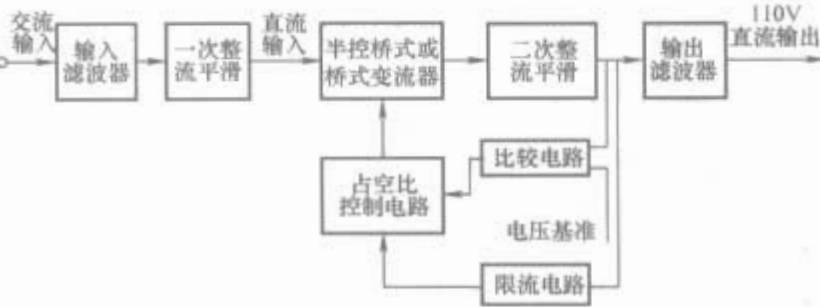 交流
输入
输入
滤波器
一次整
流平滑
直流
输入
半控桥式或
桥式变流器
二次整
流平滑
输出
滤波器
110V
直流输出
比较电路
占空比
控制电路
电压基准
限流电路